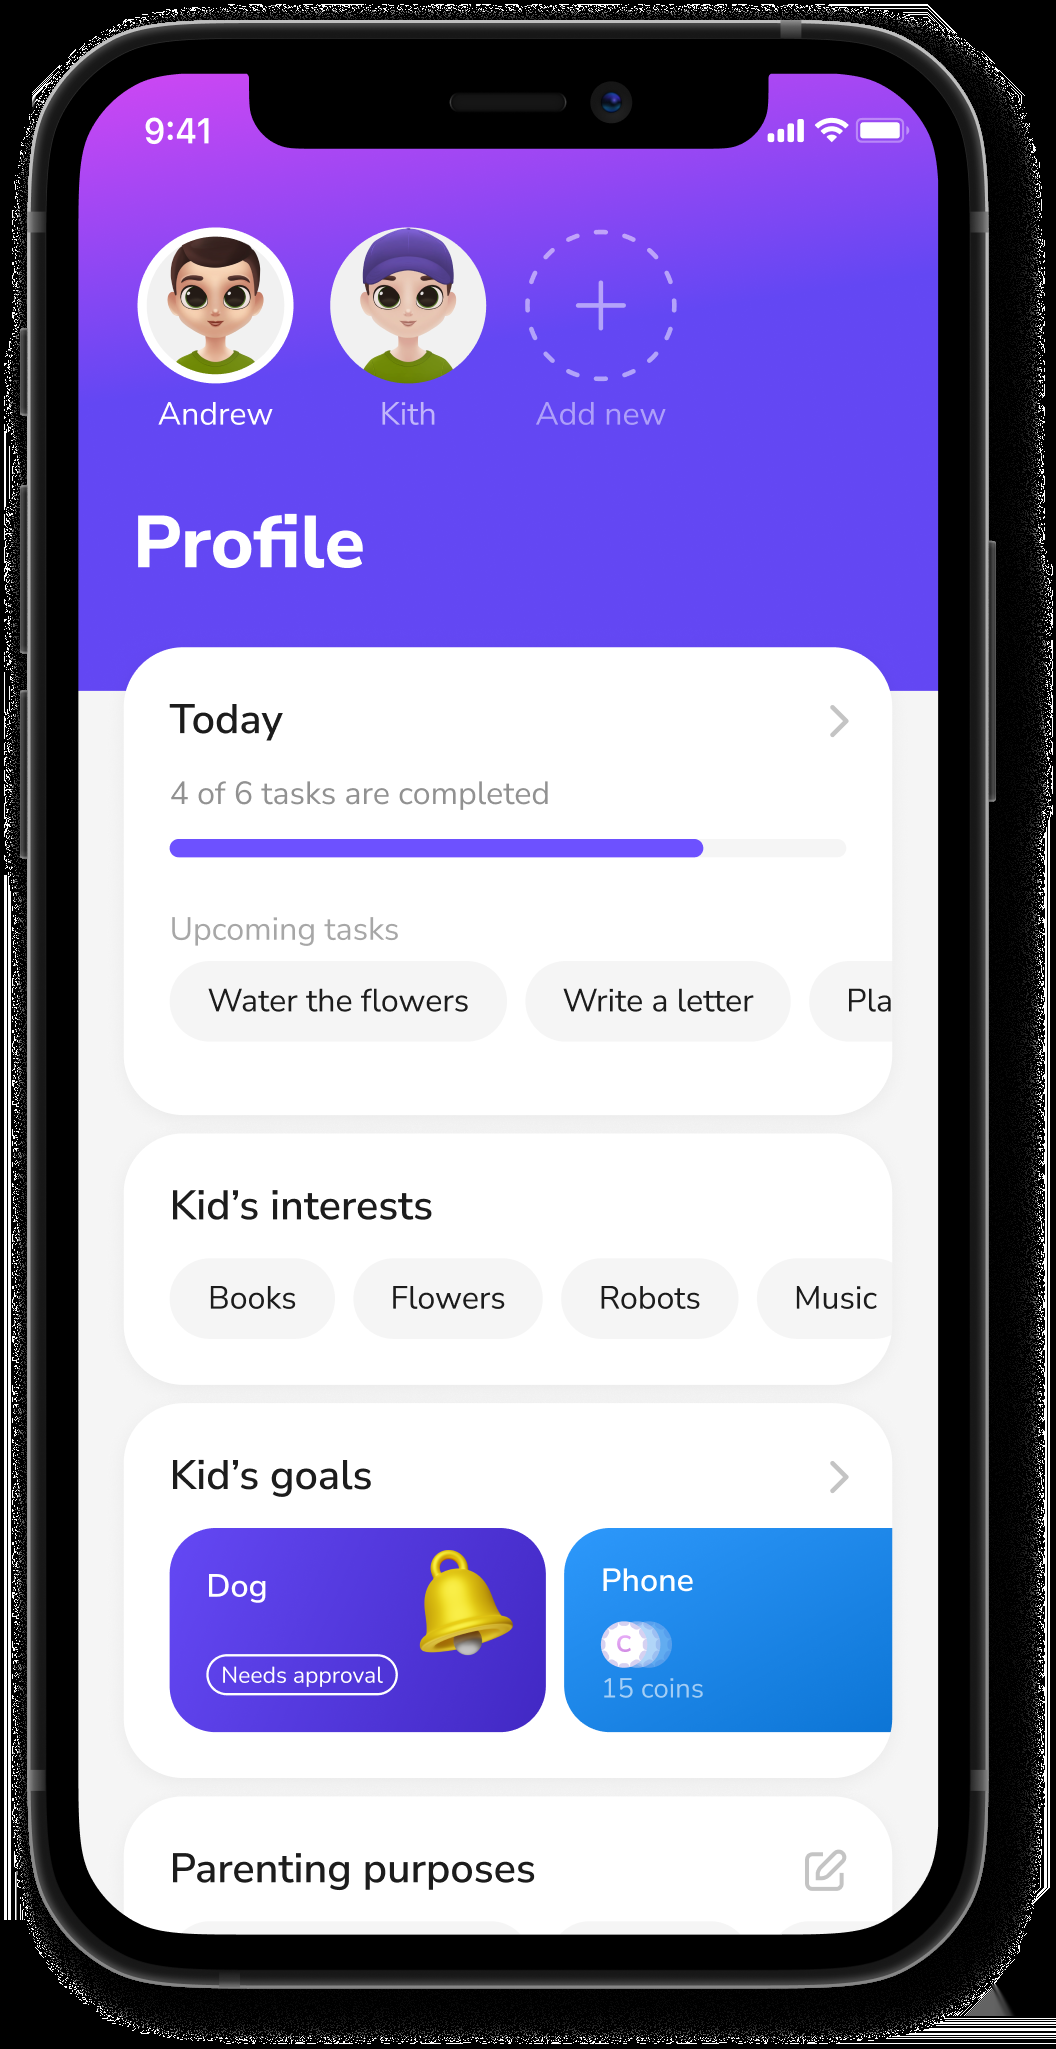 9:41
Andrew
Kith
Add new
Profile
Today
4 of 6 tasks are completed
Upcoming tasks
Water the flowers
Write a letter
Pla
Kid’s interests
Books
Flowers
Robots
Music
Kid’s goals
Dog
Needs approval
Phone
C
15 coins
Parenting purposes